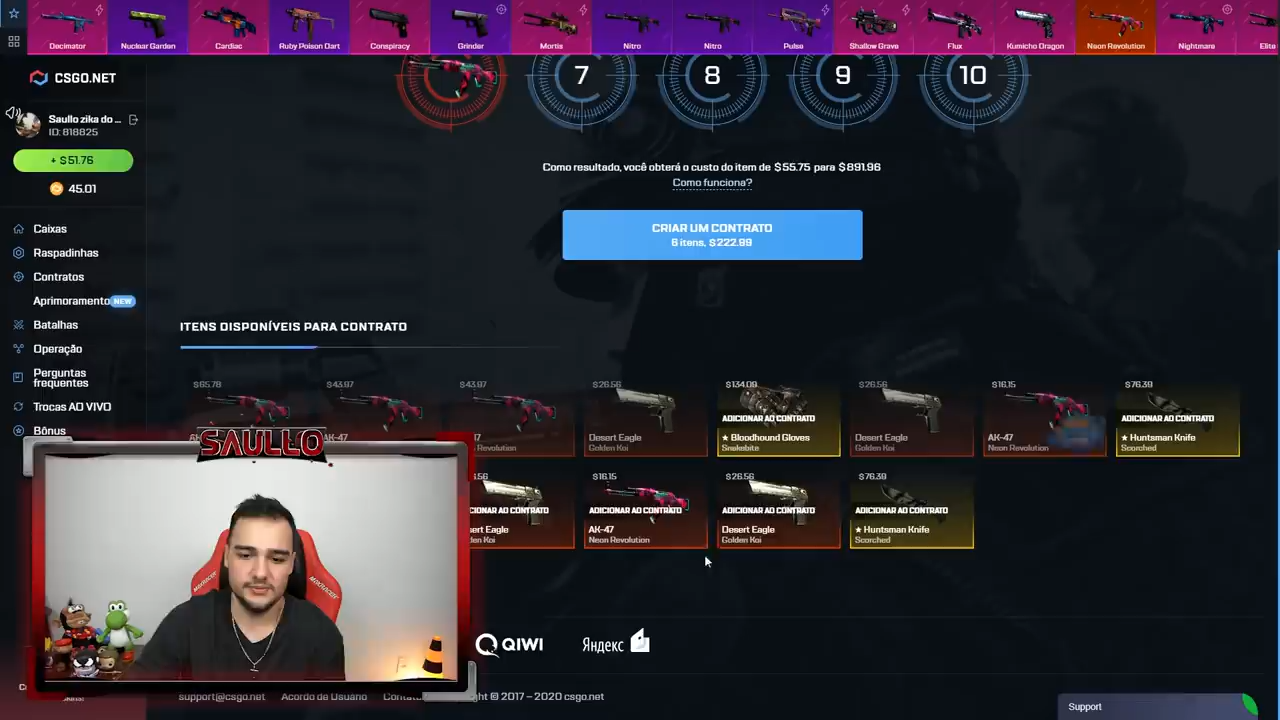 Decimator
Nuclear Garden
Cardiac
Ruby Poison Dart
Conspiracy
Grinder
Mortis
Nitro
Nitro
Pulse
Shallow Grave
Flux
Kumicho Dragon
Neon Revolution
Nightmare
Elite
CSGO.NET
Saullo zika do ...
ID: 818825
+ $51.76
45.01
Caixas
Raspadinhas
Contratos
Aprimoramento NEW
Batalhas
Operação
Perguntas
frequentes
Trocas AO VIVO
Bônus
7
8
9
10
Como resultado, você obterá o custo do item de $55.75 para $891.96
Como funciona?
CRIAR UM CONTRATO
6 itens, $222.99
ITENS DISPONÍVEIS PARA CONTRATO
$65.78
$43.97
AK-47
$43.97
Revolution
$26.56
Desert Eagle
Golden Koi
$134.09
ADICIONAR AO CONTRATO
★ Bloodhound Gloves
Snakebite
$26.56
Desert Eagle
Golden Koi
$16.15
AK-47
Neon Revolution
$76.39
ADICIONAR AO CONTRATO
★ Huntsman Knife
Scorched
ADICIONAR AO CONTRATO
$16.15
ADICIONAR AO CONTRATO
AK-47
Neon Revolution
$26.56
ADICIONAR AO CONTRATO
Desert Eagle
Golden Koi
$76.39
ADICIONAR AO CONTRATO
★ Huntsman Knife
Scorched
SAULLO
MAXRACER
MAXRACER
QIWI
Яндекс
support@csgo.net
Acordo de Usuário
© 2017 – 2020 csgo.net
Support